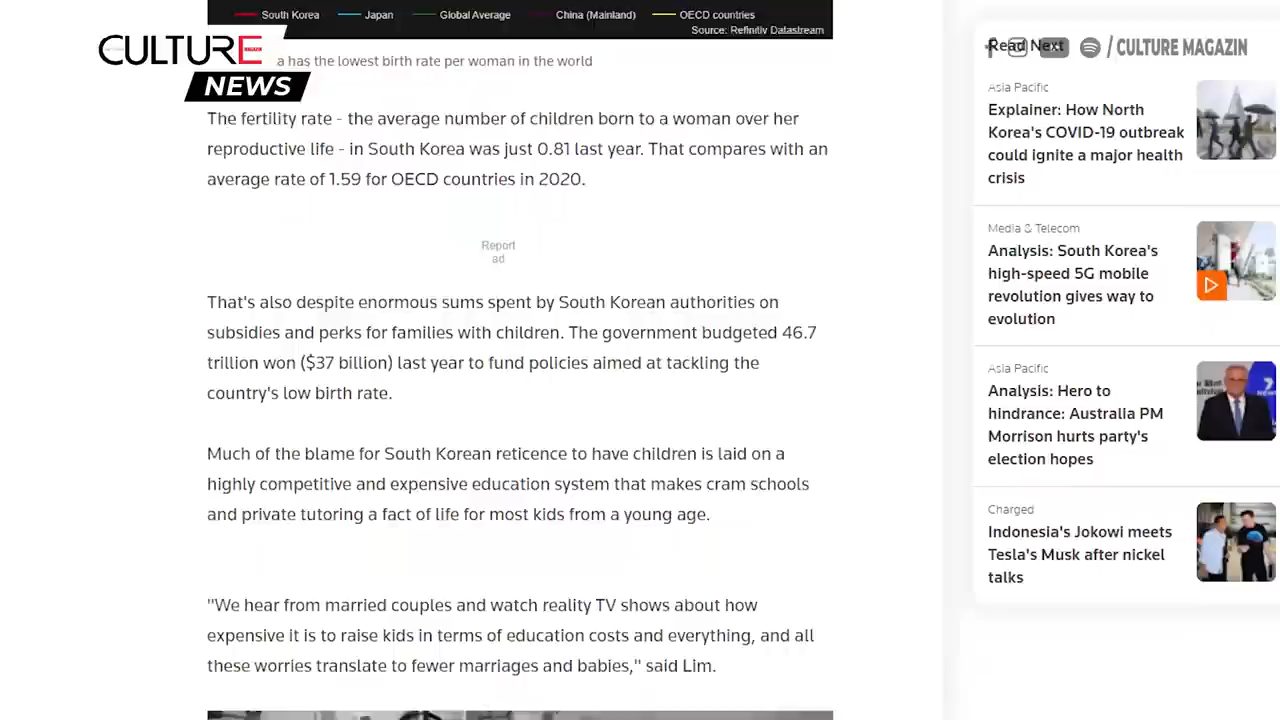 South Korea
Japan
Global Average
China (Mainland)
OECD countries
Source: Refinitiv Datastream
CULTURE
NEWS
a has the lowest birth rate per woman in the world
The fertility rate - the average number of children born to a woman over her
reproductive life - in South Korea was just 0.81 last year. That compares with an
average rate of 1.59 for OECD countries in 2020.
Report
ad
That's also despite enormous sums spent by South Korean authorities on
subsidies and perks for families with children. The government budgeted 46.7
trillion won ($37 billion) last year to fund policies aimed at tackling the
country's low birth rate.
Much of the blame for South Korean reticence to have children is laid on a
highly competitive and expensive education system that makes cram schools
and private tutoring a fact of life for most kids from a young age.
"We hear from married couples and watch reality TV shows about how
expensive it is to raise kids in terms of education costs and everything, and all
these worries translate to fewer marriages and babies," said Lim.
Read Next
/ CULTURE MAGAZIN
Asia Pacific
Explainer: How North
Korea's COVID-19 outbreak
could ignite a major health
crisis
Media & Telecom
Analysis: South Korea's
high-speed 5G mobile
revolution gives way to
evolution
Asia Pacific
Analysis: Hero to
hindrance: Australia PM
Morrison hurts party's
election hopes
Charged
Indonesia's Jokowi meets
Tesla's Musk after nickel
talks